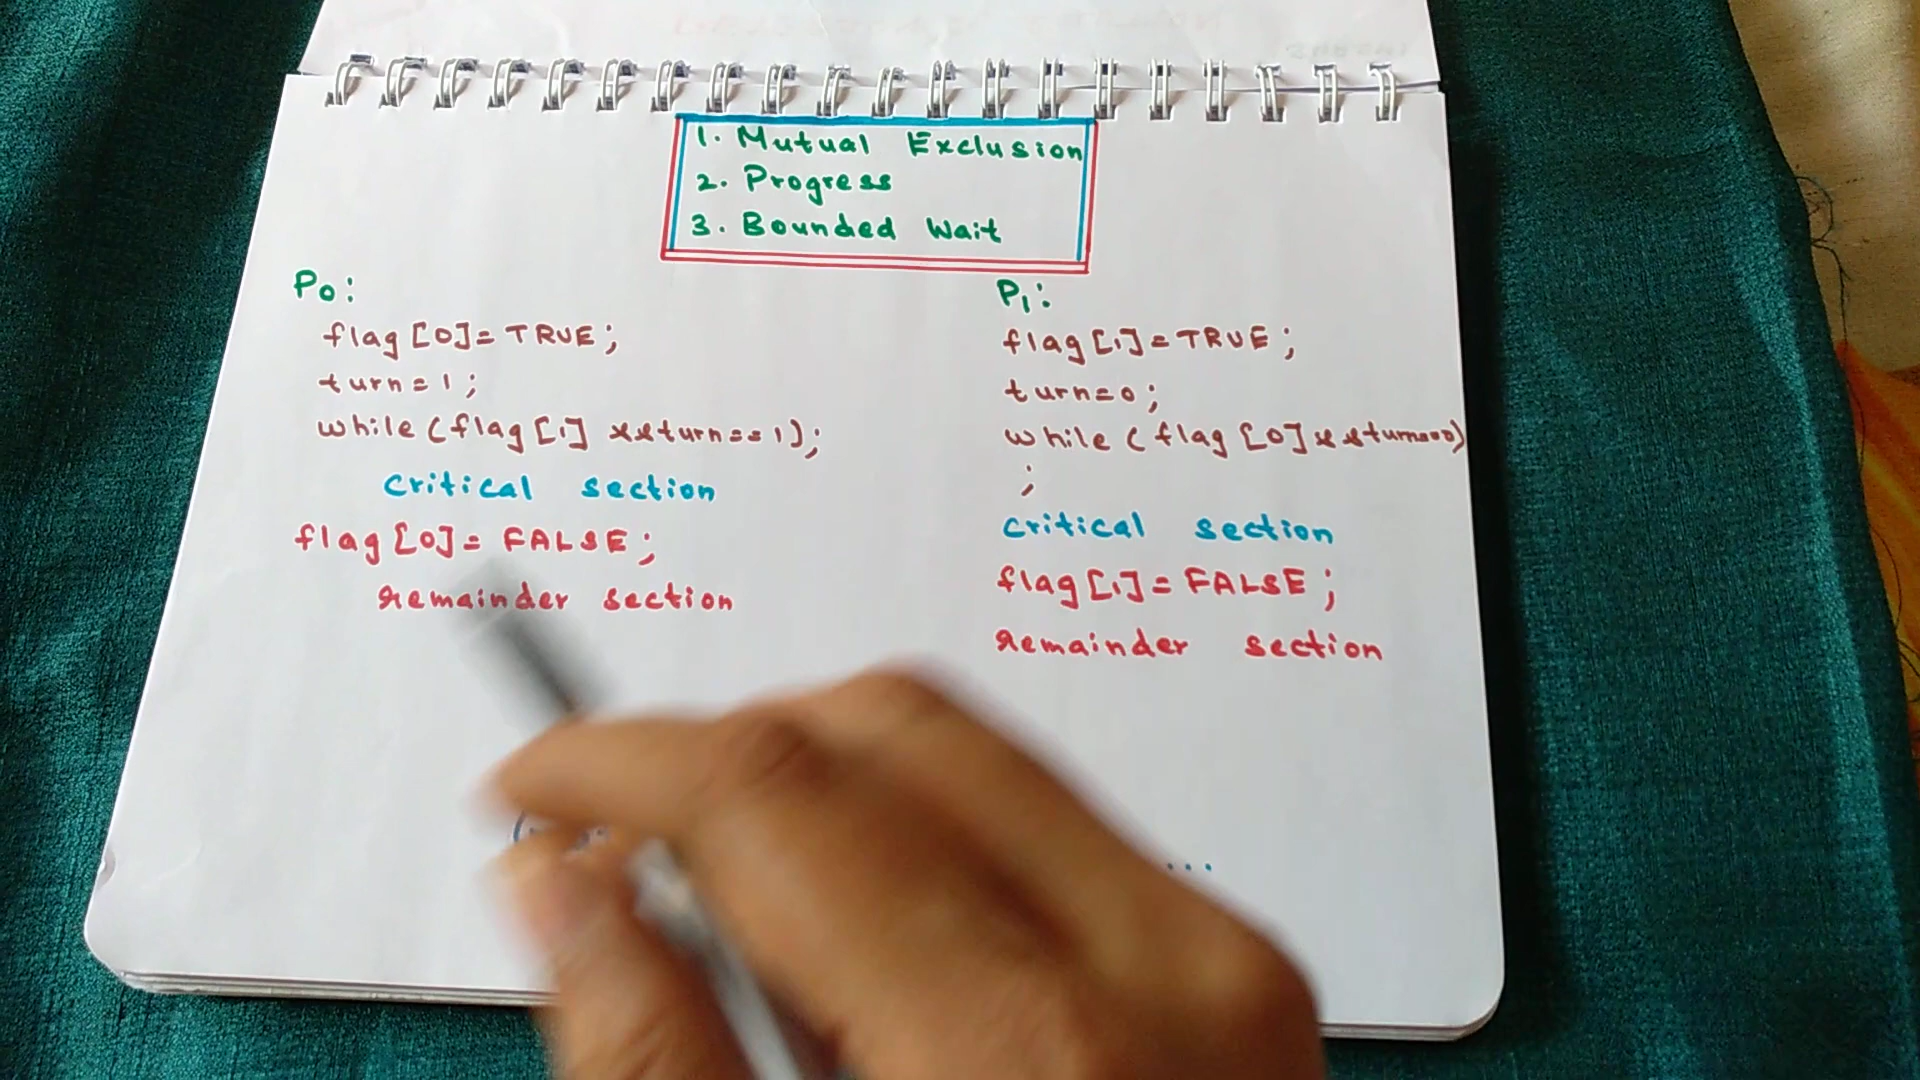 1. Mutual Exclusion
2. Progress
3. Bounded Wait
P0:
flag[0]=TRUE;
turn=1;
while(flag[1] &&turn==1);
critical section
flag[0]= FALSE;
remainder section
P1:
flag[1]=TRUE;
turn=0;
while(flag[0]&&turn==0)
;
critical section
flag[1]=FALSE;
remainder section
...